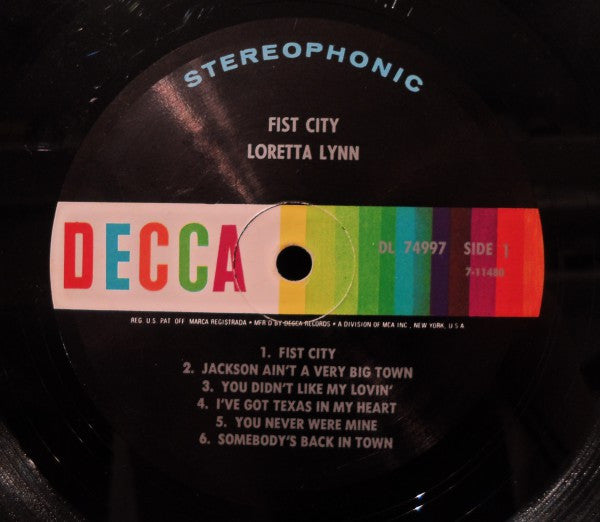 STEREOPHONIC
FIST CITY
LORETTA LYNN
DECCA
DL 74997 SIDE 1
7-11480
REG. U.S. PAT. OFF. MARCA REGISTRADA • MFR'D BY DECCA RECORDS • A DIVISION OF MCA INC., NEW YORK, U.S.A.
1. FIST CITY
2. JACKSON AIN'T A VERY BIG TOWN
3. YOU DIDN'T LIKE MY LOVIN'
4. I'VE GOT TEXAS IN MY HEART
5. YOU NEVER WERE MINE
6. SOMEBODY'S BACK IN TOWN